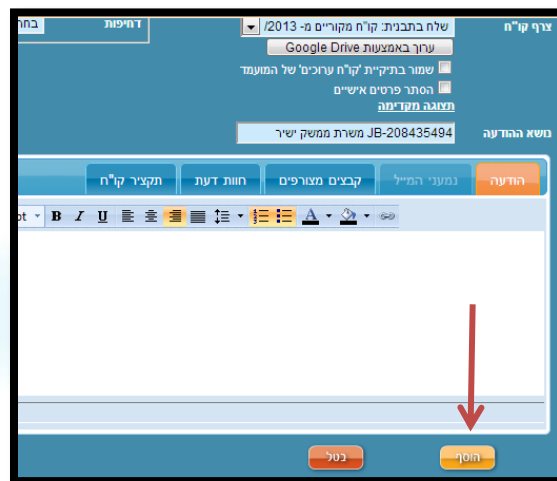 צרף קו"ח שלח בתבנית: קו"ח מקוריים מ- 2013/ דחיפות בחר
ערוך באמצעות Google Drive
שמור בתיקיית 'קו"ח ערוכים' של המועמד
הסתר פרטים אישיים
תצוגה מקדימה
נושא ההודעה JB-208435494 משרת ממשק ישיר
הודעה נמעני המייל קבצים מצורפים חוות דעת תקציר קו"ח
pt B I U A
הוסף בטל